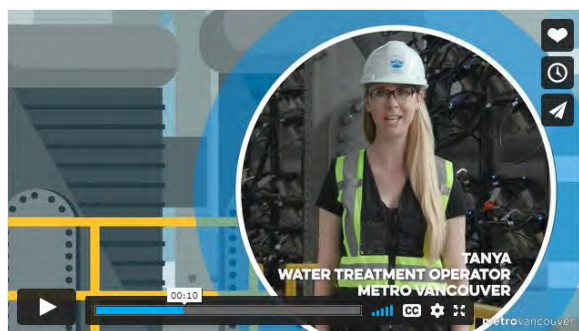 TANYA
WATER TREATMENT OPERATOR
METRO VANCOUVER
00:10
CC
metrovancouver